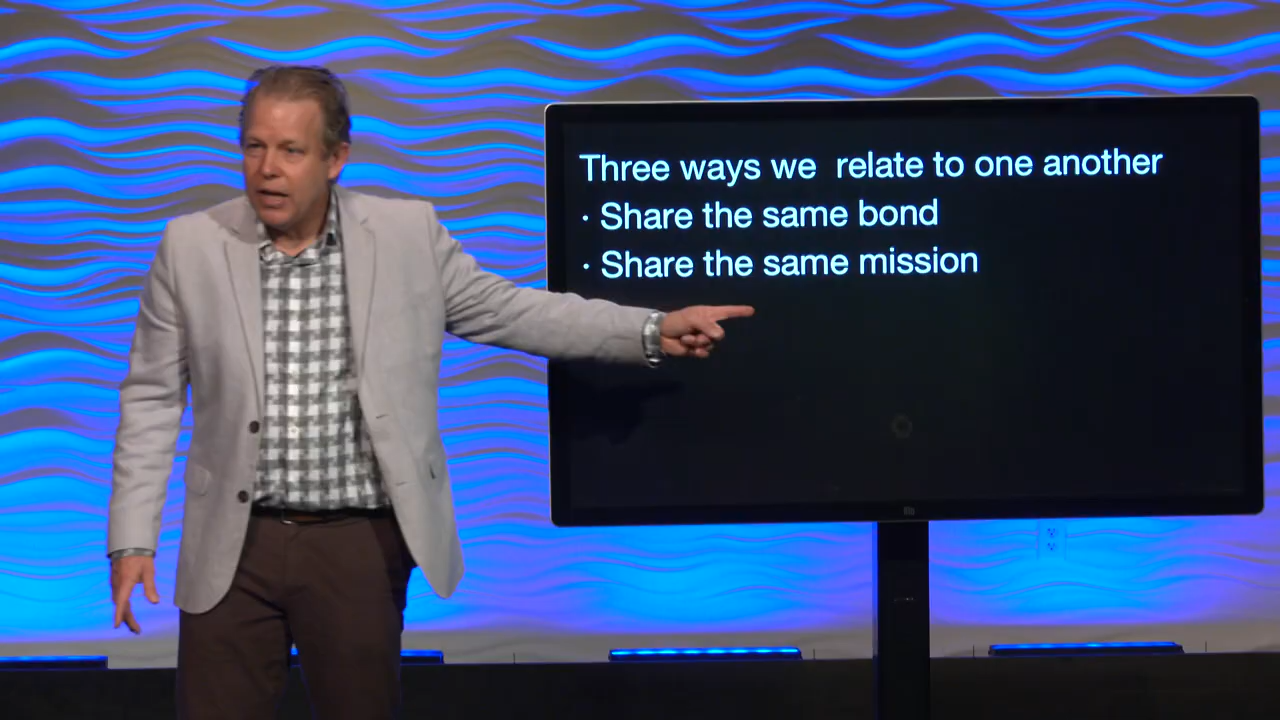 Three ways we  relate to one another
· Share the same bond
· Share the same mission